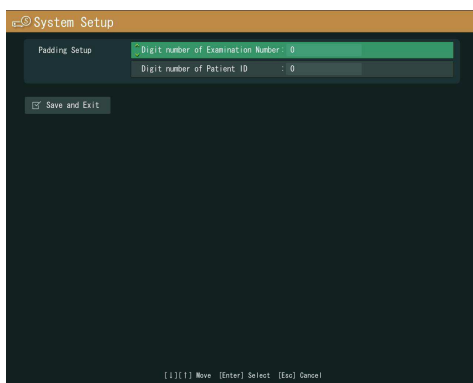 System Setup
Padding Setup
Digit number of Examination Number: 0
Digit number of Patient ID : 0
Save and Exit
[↓][↑] Move [Enter] Select [Esc] Cancel